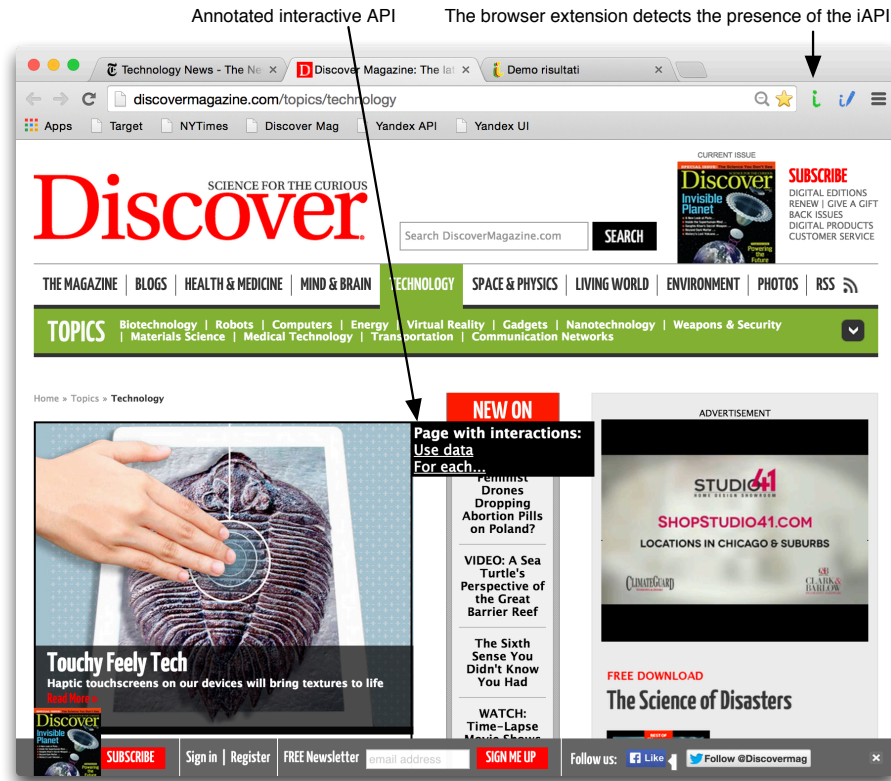 Annotated interactive API
The browser extension detects the presence of the iAPI
Technology News - The Ne
Discover Magazine: The lat
Demo risultati
discovermagazine.com/topics/technology
Apps
Target
NYTimes
Discover Mag
Yandex API
Yandex UI
CURRENT ISSUE
Discover
SCIENCE FOR THE CURIOUS
Search DiscoverMagazine.com
SEARCH
Discover
Invisible
Planet
Powering
the
Future
SUBSCRIBE
DIGITAL EDITIONS
RENEW | GIVE A GIFT
BACK ISSUES
DIGITAL PRODUCTS
CUSTOMER SERVICE
THE MAGAZINE | BLOGS | HEALTH & MEDICINE | MIND & BRAIN TECHNOLOGY SPACE & PHYSICS | LIVING WORLD | ENVIRONMENT | PHOTOS | RSS
TOPICS
Biotechnology | Robots | Computers | Energy | Virtual Reality | Gadgets | Nanotechnology | Weapons & Security
| Materials Science | Medical Technology | Transportation | Communication Networks
Home » Topics » Technology
NEW ON
Page with interactions:
Use data
For each...
Feminist
Drones
Dropping
Abortion Pills
on Poland?
VIDEO: A Sea
Turtle's
Perspective of
the Great
Barrier Reef
The Sixth
Sense You
Didn't Know
You Had
WATCH:
Time-Lapse
Movie Shows
ADVERTISEMENT
STUDIO41
HOME DESIGN SHOWROOM
SHOPSTUDIO41.COM
LOCATIONS IN CHICAGO & SUBURBS
CLIMATEGUARD
CLARK &
BARLOW
FREE DOWNLOAD
The Science of Disasters
BEST OF
Touchy Feely Tech
Haptic touchscreens on our devices will bring textures to life
Read More »
Discover
Invisible
Planet
SUBSCRIBE
Sign in | Register
FREE Newsletter
email address
SIGN ME UP
Follow us:
Like
Follow @Discovermag